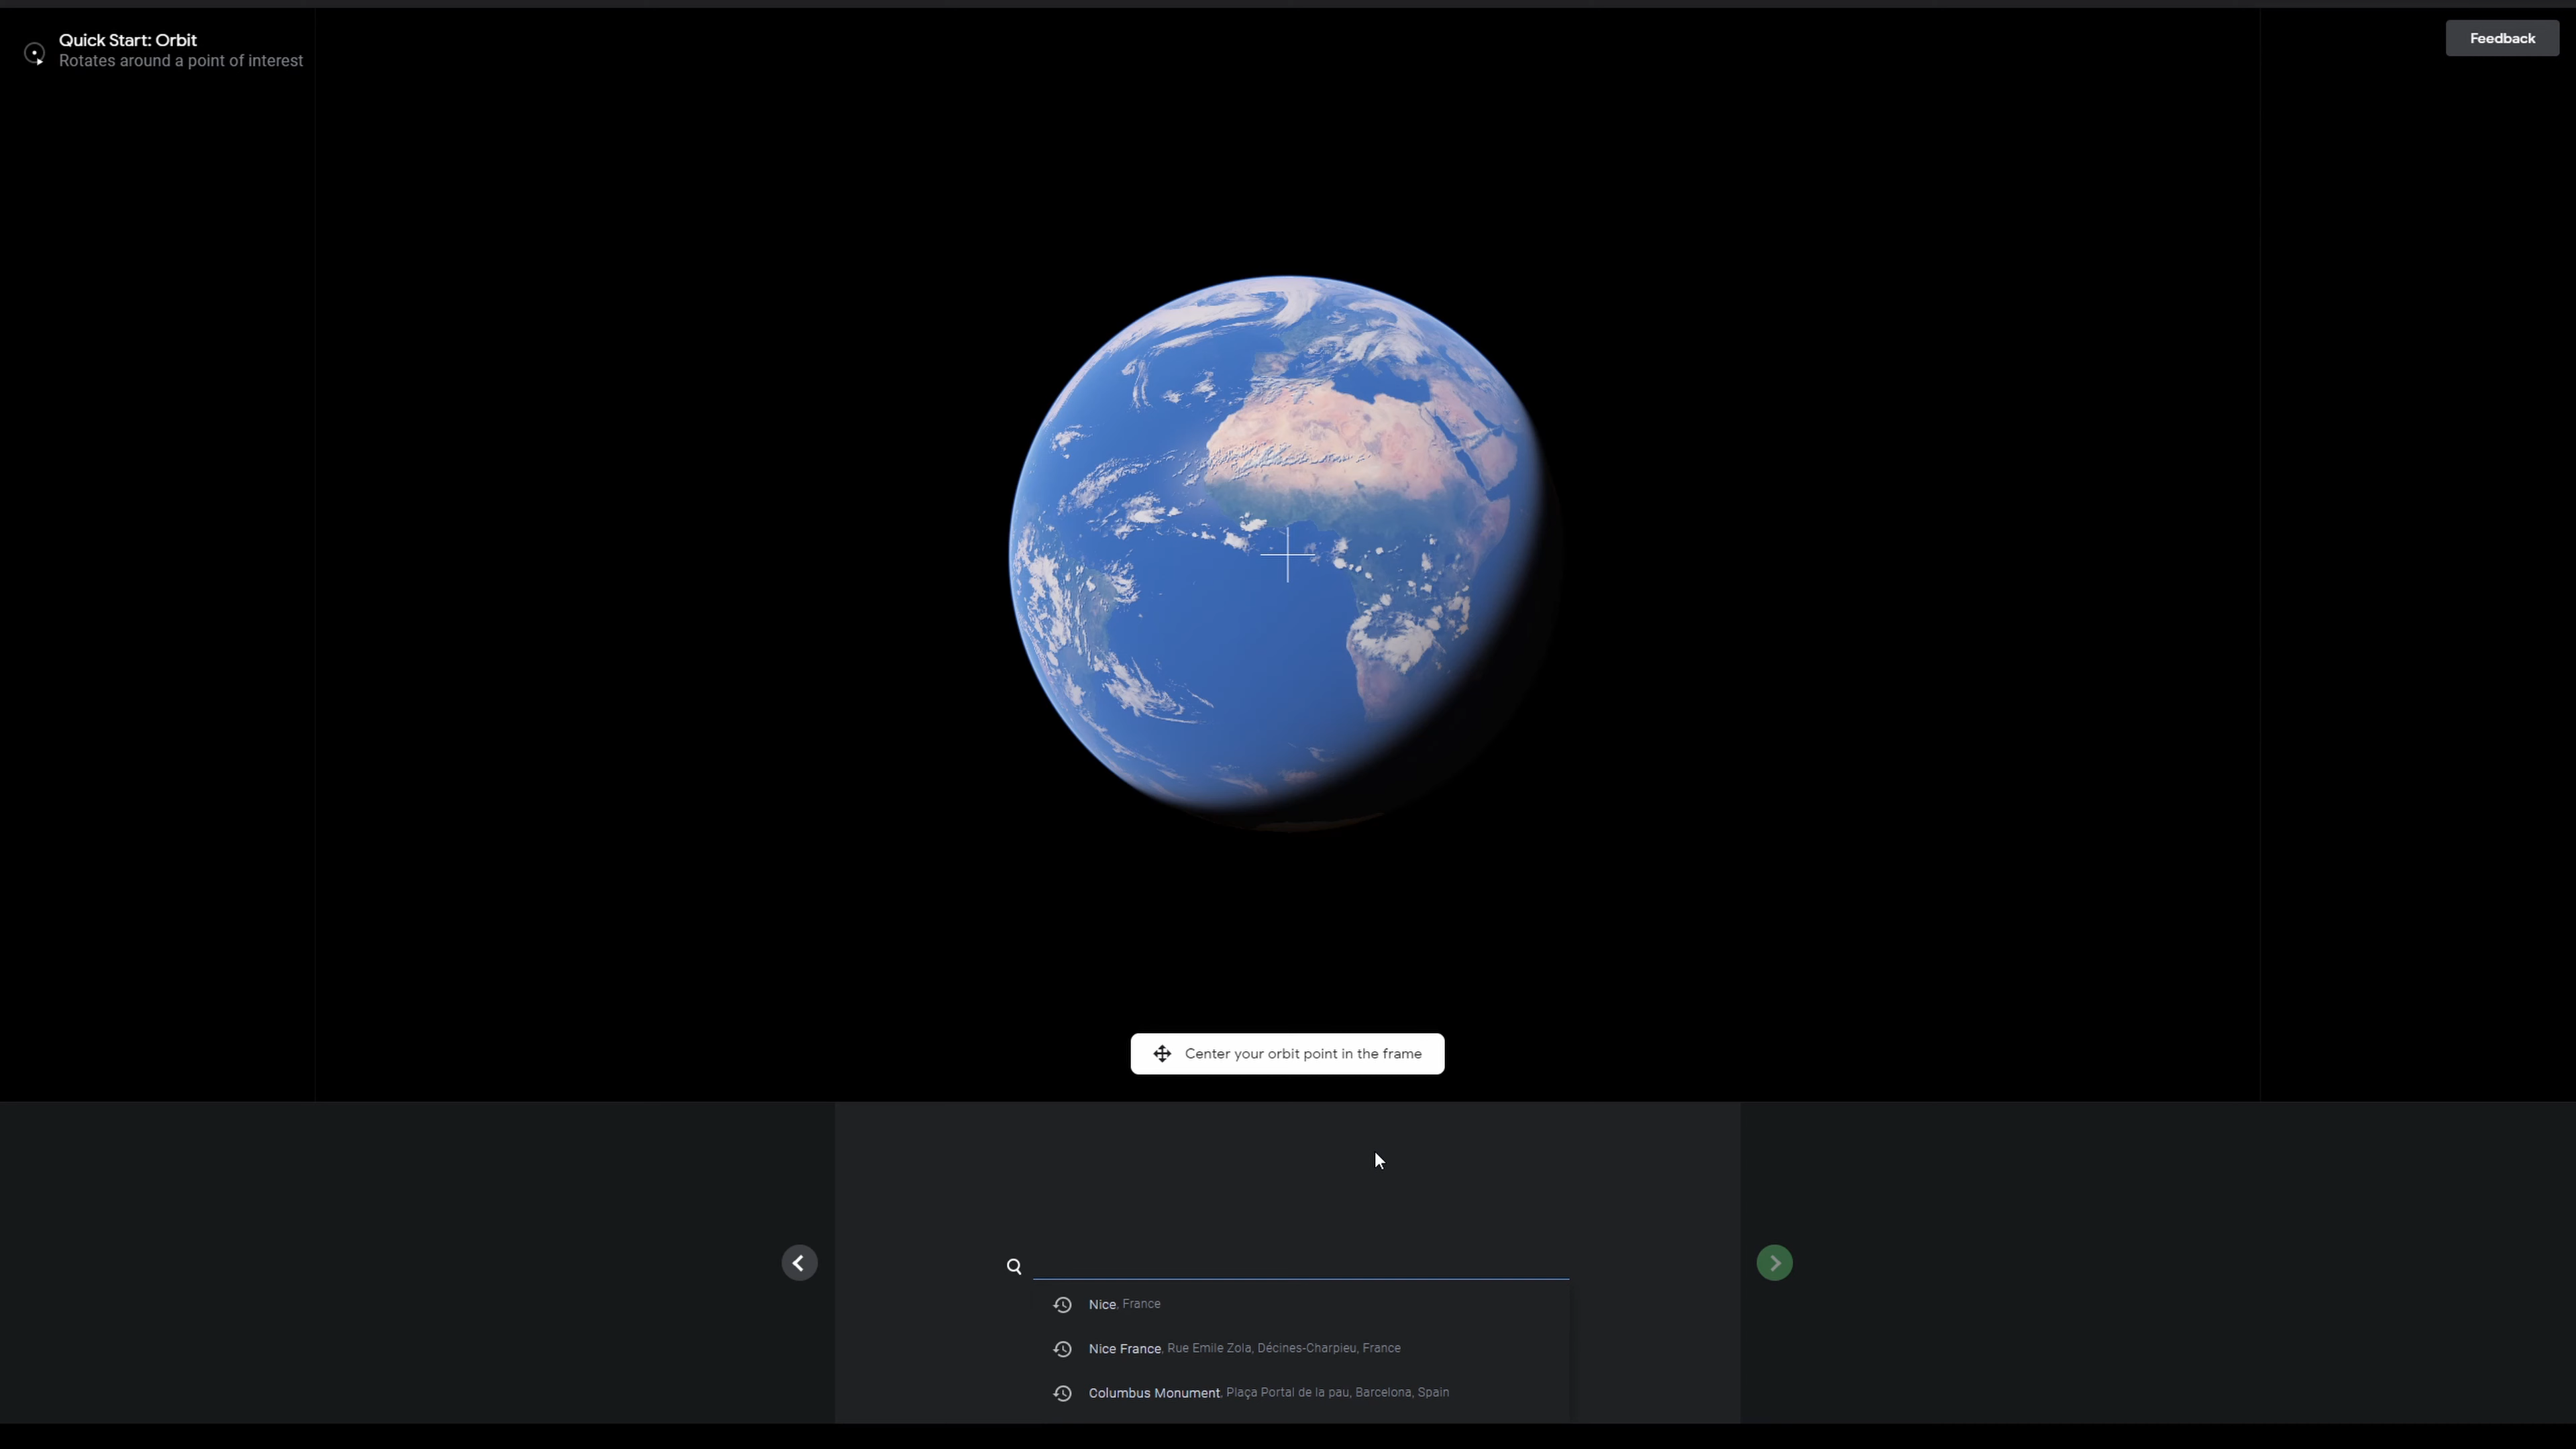 Quick Start: Orbit
Rotates around a point of interest
Feedback
Center your orbit point in the frame
Nice, France
Nice France, Rue Emile Zola, Décines-Charpieu, France
Columbus Monument, Plaça Portal de la pau, Barcelona, Spain